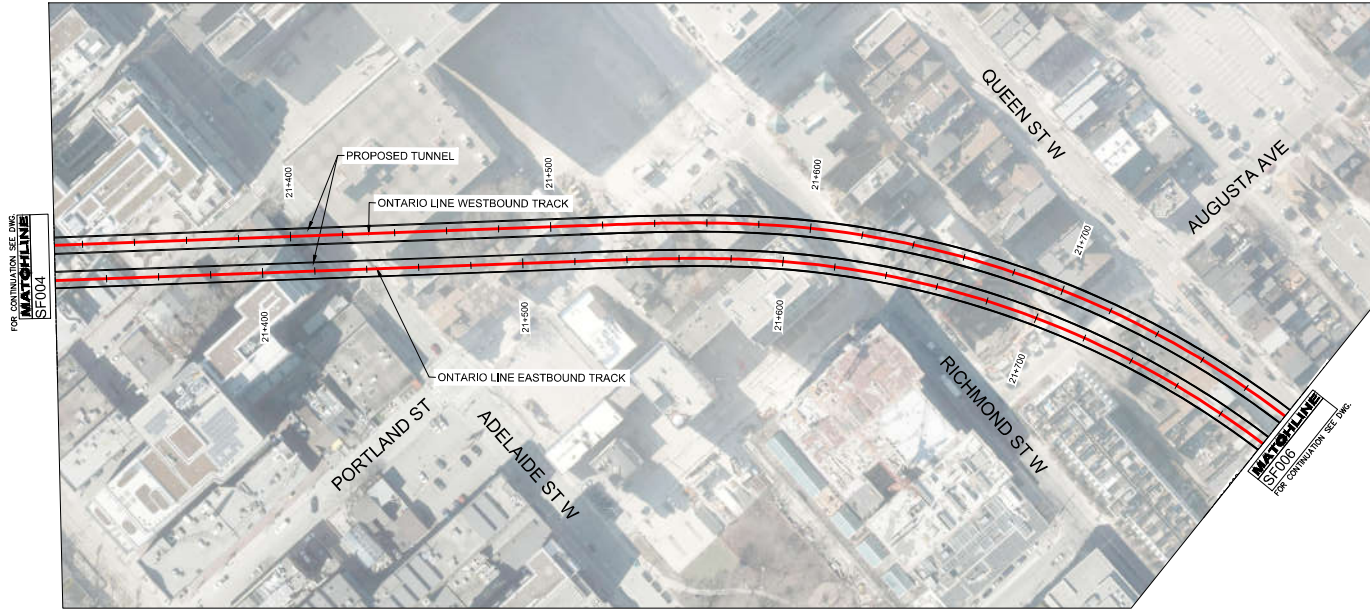 QUEEN ST W
AUGUSTA AVE
PROPOSED TUNNEL
21+400
21+500
21+600
ONTARIO LINE WESTBOUND TRACK
21+700
FOR CONTINUATION SEE DWG.
MATCHLINE
SF004
21+400
21+500
21+600
21+700
ONTARIO LINE EASTBOUND TRACK
RICHMOND ST W
PORTLAND ST
ADELAIDE ST W
MATCHLINE
SF006
FOR CONTINUATION SEE DWG.